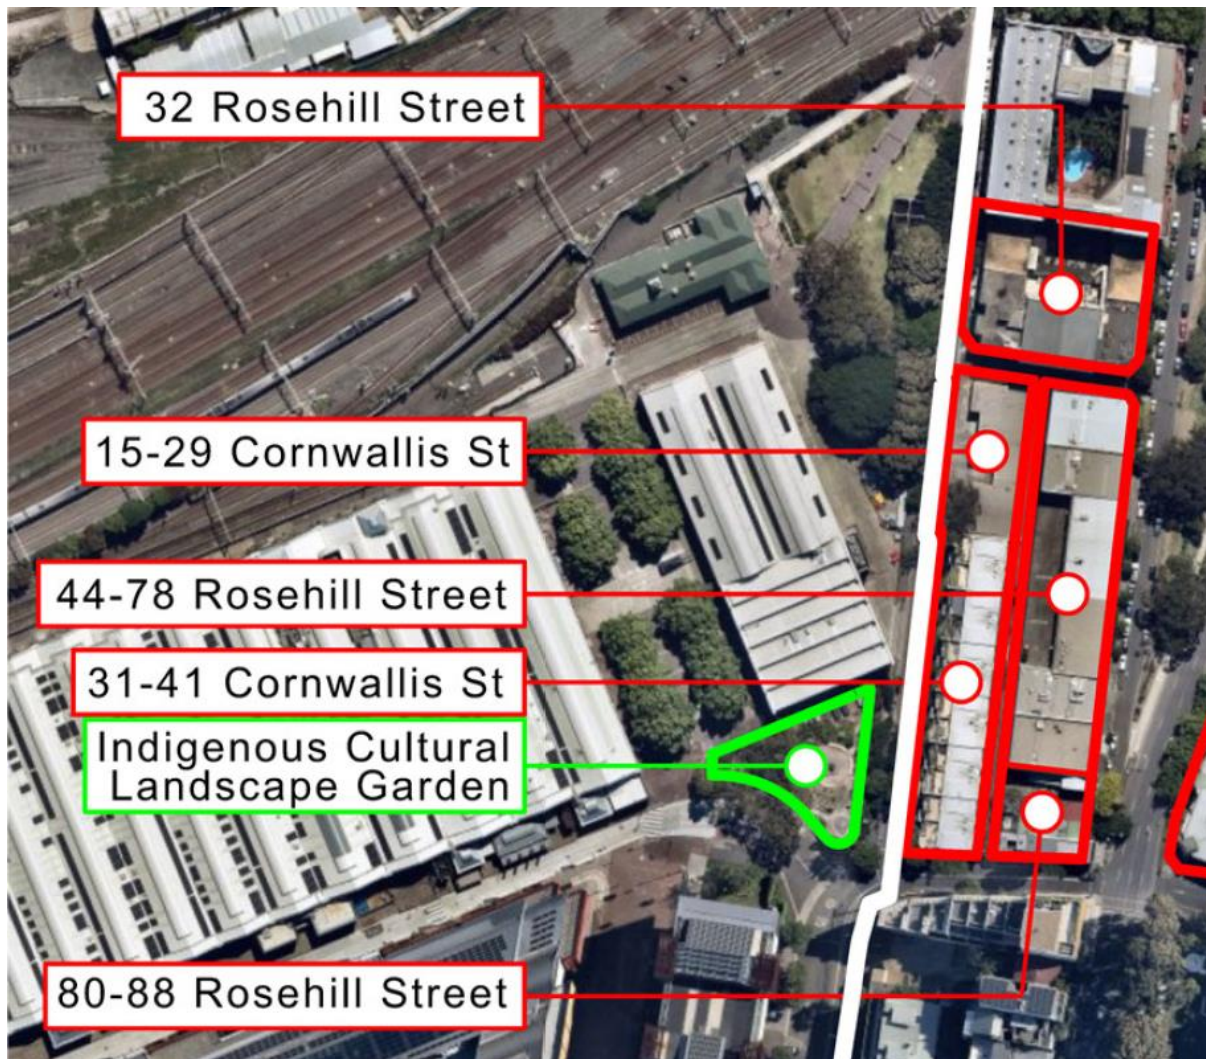 32 Rosehill Street
15-29 Cornwallis St
44-78 Rosehill Street
31-41 Cornwallis St
Indigenous Cultural
Landscape Garden
80-88 Rosehill Street